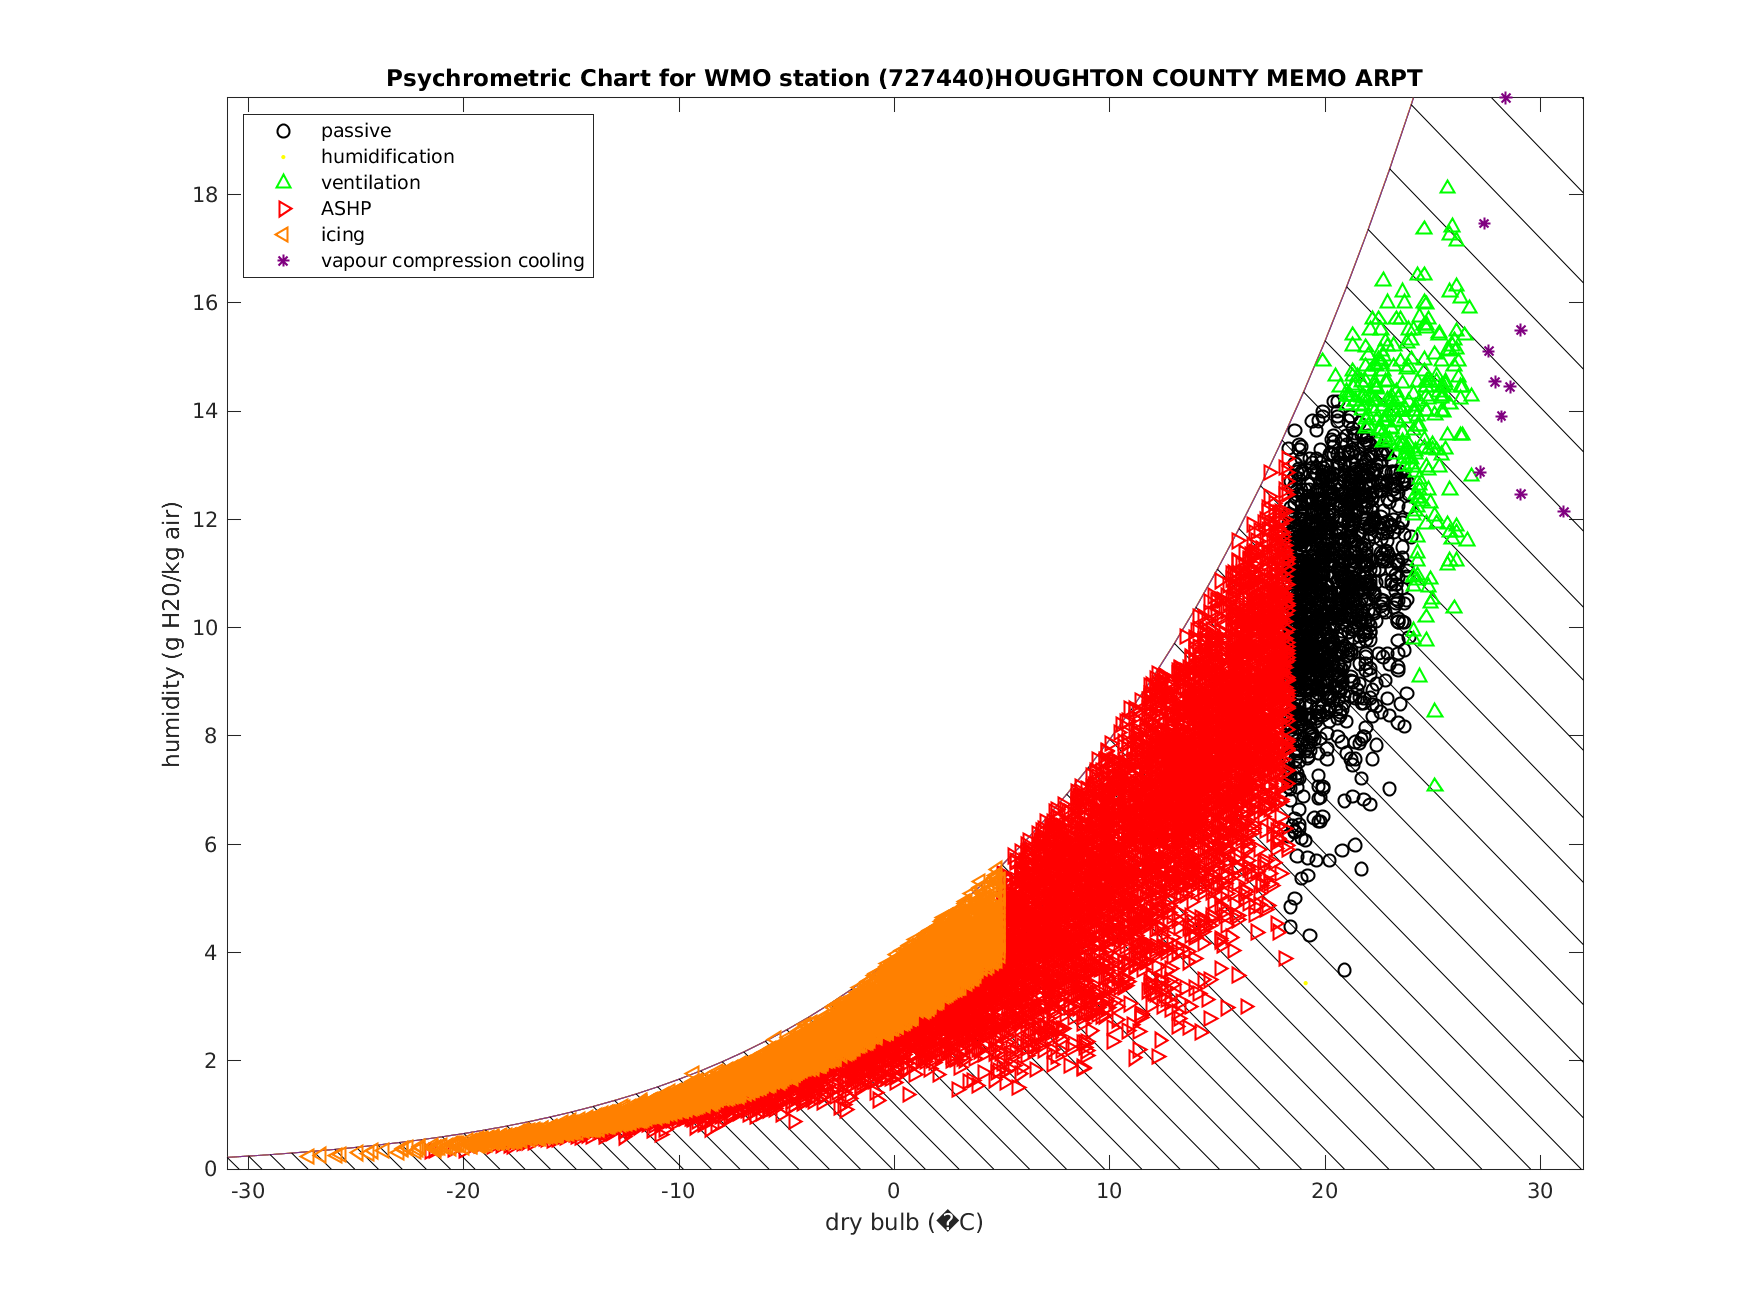 Psychrometric Chart for WMO station (727440)HOUGHTON COUNTY MEMO ARPT
passive
humidification
ventilation
ASHP
icing
vapour compression cooling
humidity (g H20/kg air)
18
16
14
12
10
8
6
4
2
0
-30 -20 -10 0 10 20 30
dry bulb (�C)